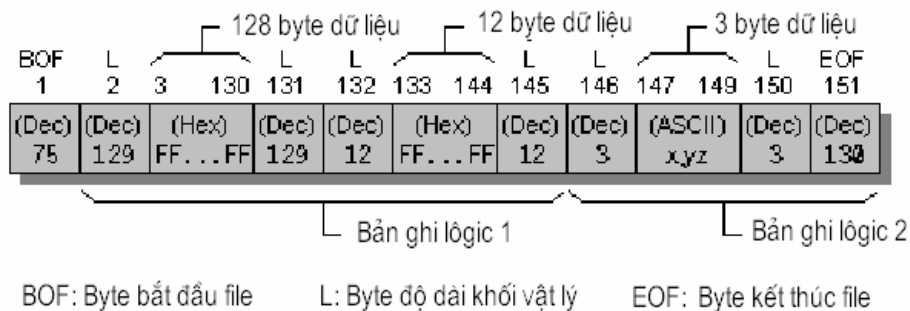 128 byte dữ liệu 12 byte dữ liệu 3 byte dữ liệu
BOF L L L L L L EOF
1 2 3 130 131 132 133 144 145 146 147 149 150 151
(Dec) (Dec) (Hex) (Dec) (Dec) (Hex) (Dec) (Dec) (ASCII) (Dec) (Dec)
75 129 FF...FF 129 12 FF...FF 12 3 xyz 3
Bản ghi lôgic 1 Bản ghi lôgic 2
BOF: Byte bắt đầu file L: Byte độ dài khối vật lý EOF: Byte kết thúc file